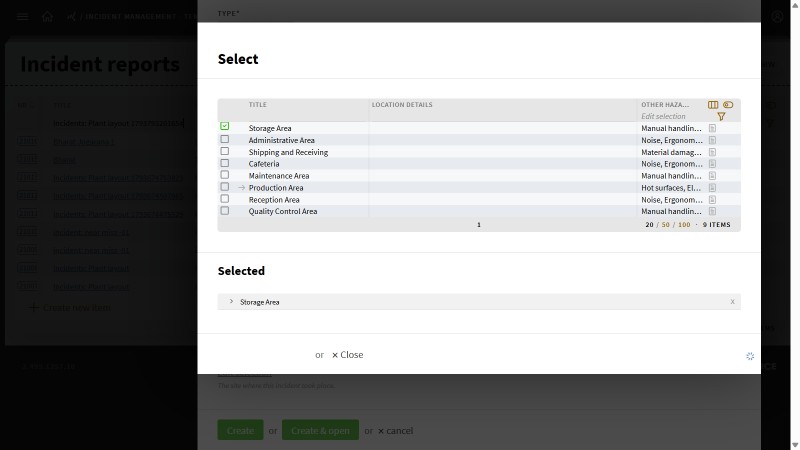 INCIDENT MANAGEMENT
TYPE*
Incident reports
Select
TITLE
LOCATION DETAILS
OTHER HAZA...
Edit selection
Storage Area
Manual handlin...
Administrative Area
Noise, Ergonom...
Shipping and Receiving
Material damag...
Cafeteria
Noise, Ergonom...
Maintenance Area
Manual handlin...
Production Area
Hot surfaces, El...
Reception Area
Noise, Ergonom...
Quality Control Area
Manual handlin...
1
20 / 50 / 100 · 9 ITEMS
Selected
Storage Area
x
or × Close
Create new item
The site where this incident took place.
Create or Create & open or × cancel